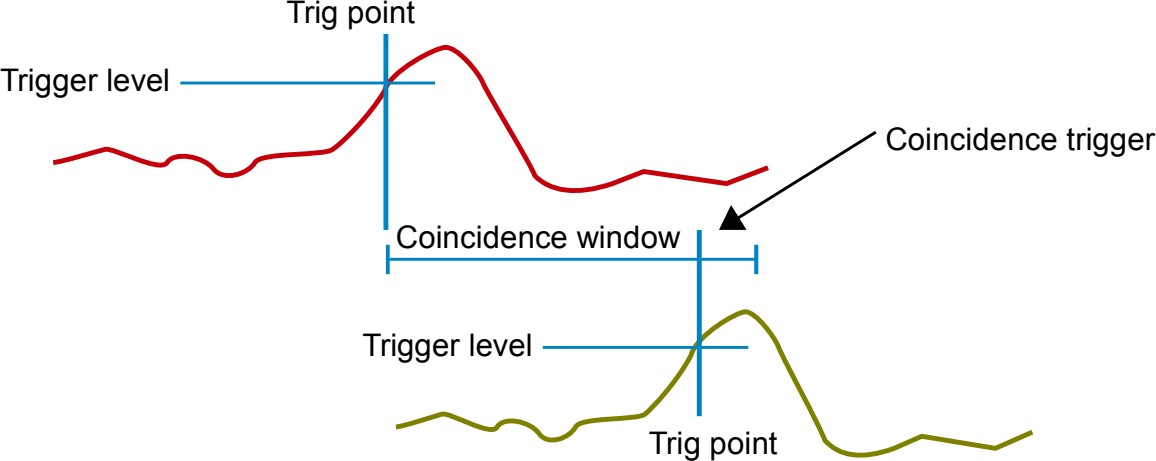 Trig point
Trigger level
Coincidence trigger
Coincidence window
Trigger level
Trig point